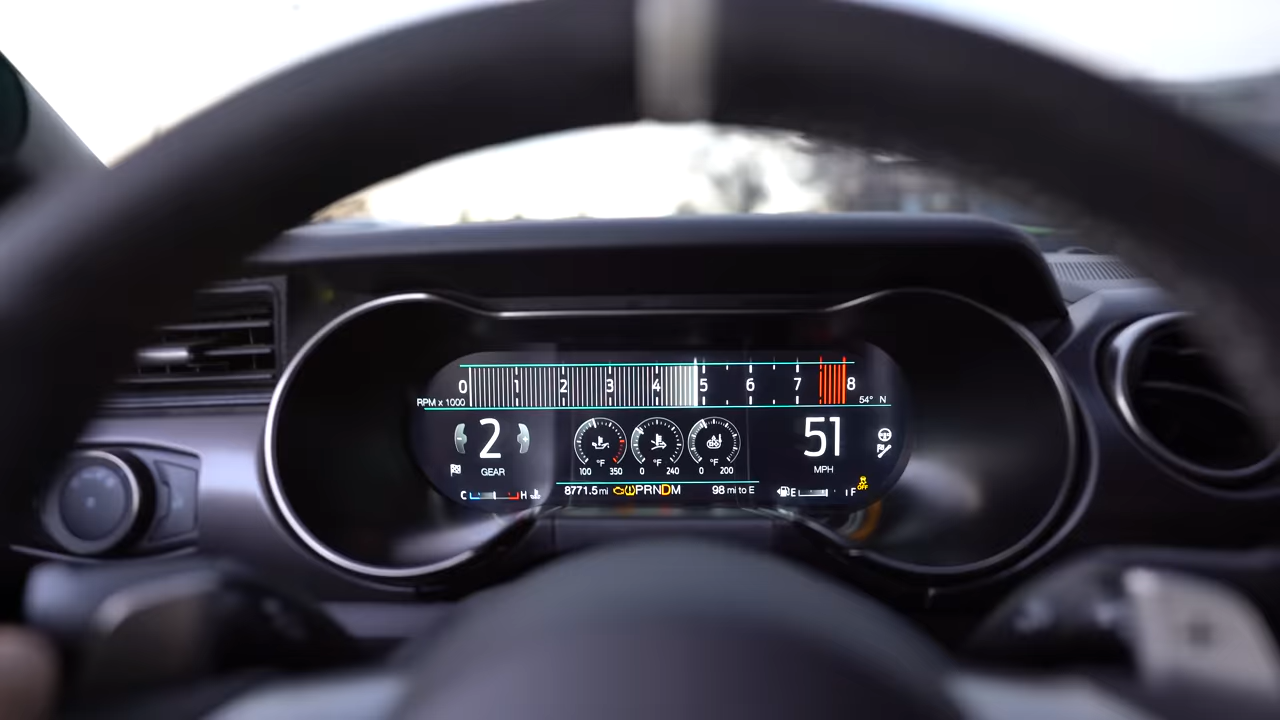 0 1 2 3 4 5 6 7 8
RPM x 1000
54° N
2
GEAR
51
MPH
°F °F °F
100 350 0 240 0 200
C H
8771.5 mi PRNDM 98 mi to E
E F
OFF